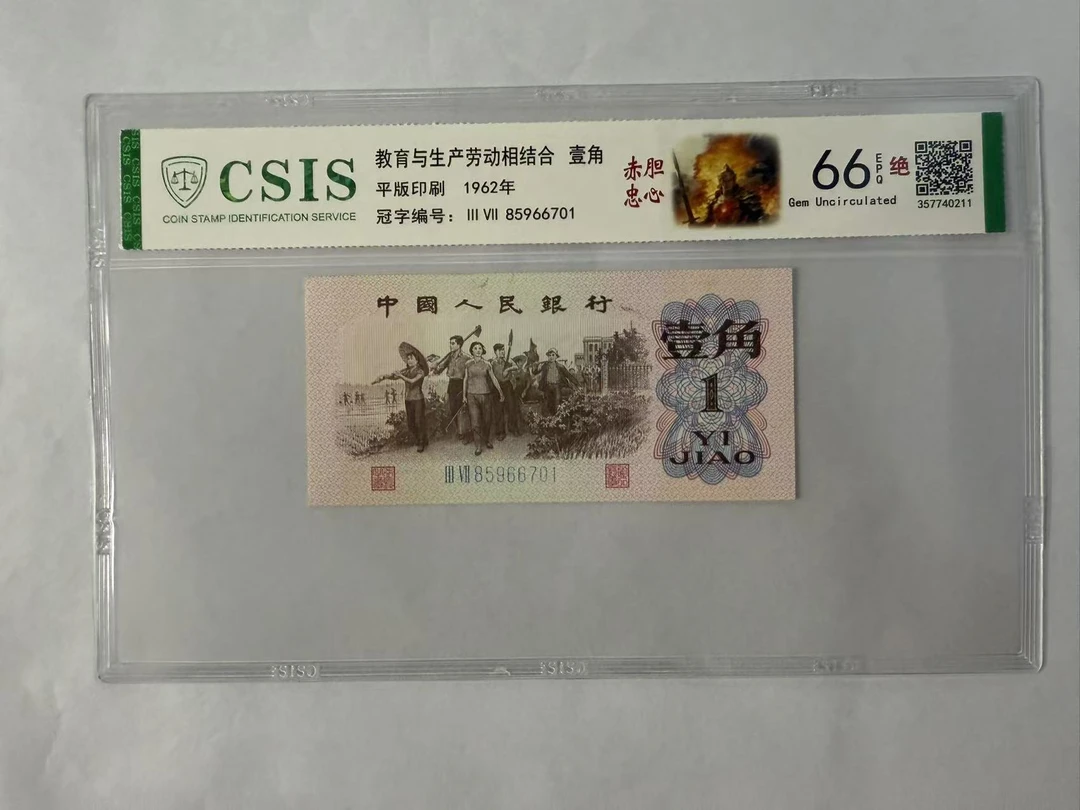 CSIS
COIN STAMP IDENTIFICATION SERVICE
教育与生产劳动相结合 壹角
平版印刷 1962年
冠字编号: III VII 85966701
赤胆
忠心
66 EPQ 绝
Gem Uncirculated
357740211
中國人民銀行
壹角
1
YI
JIAO
III VII 85966701
CSIS CSIS CSIS